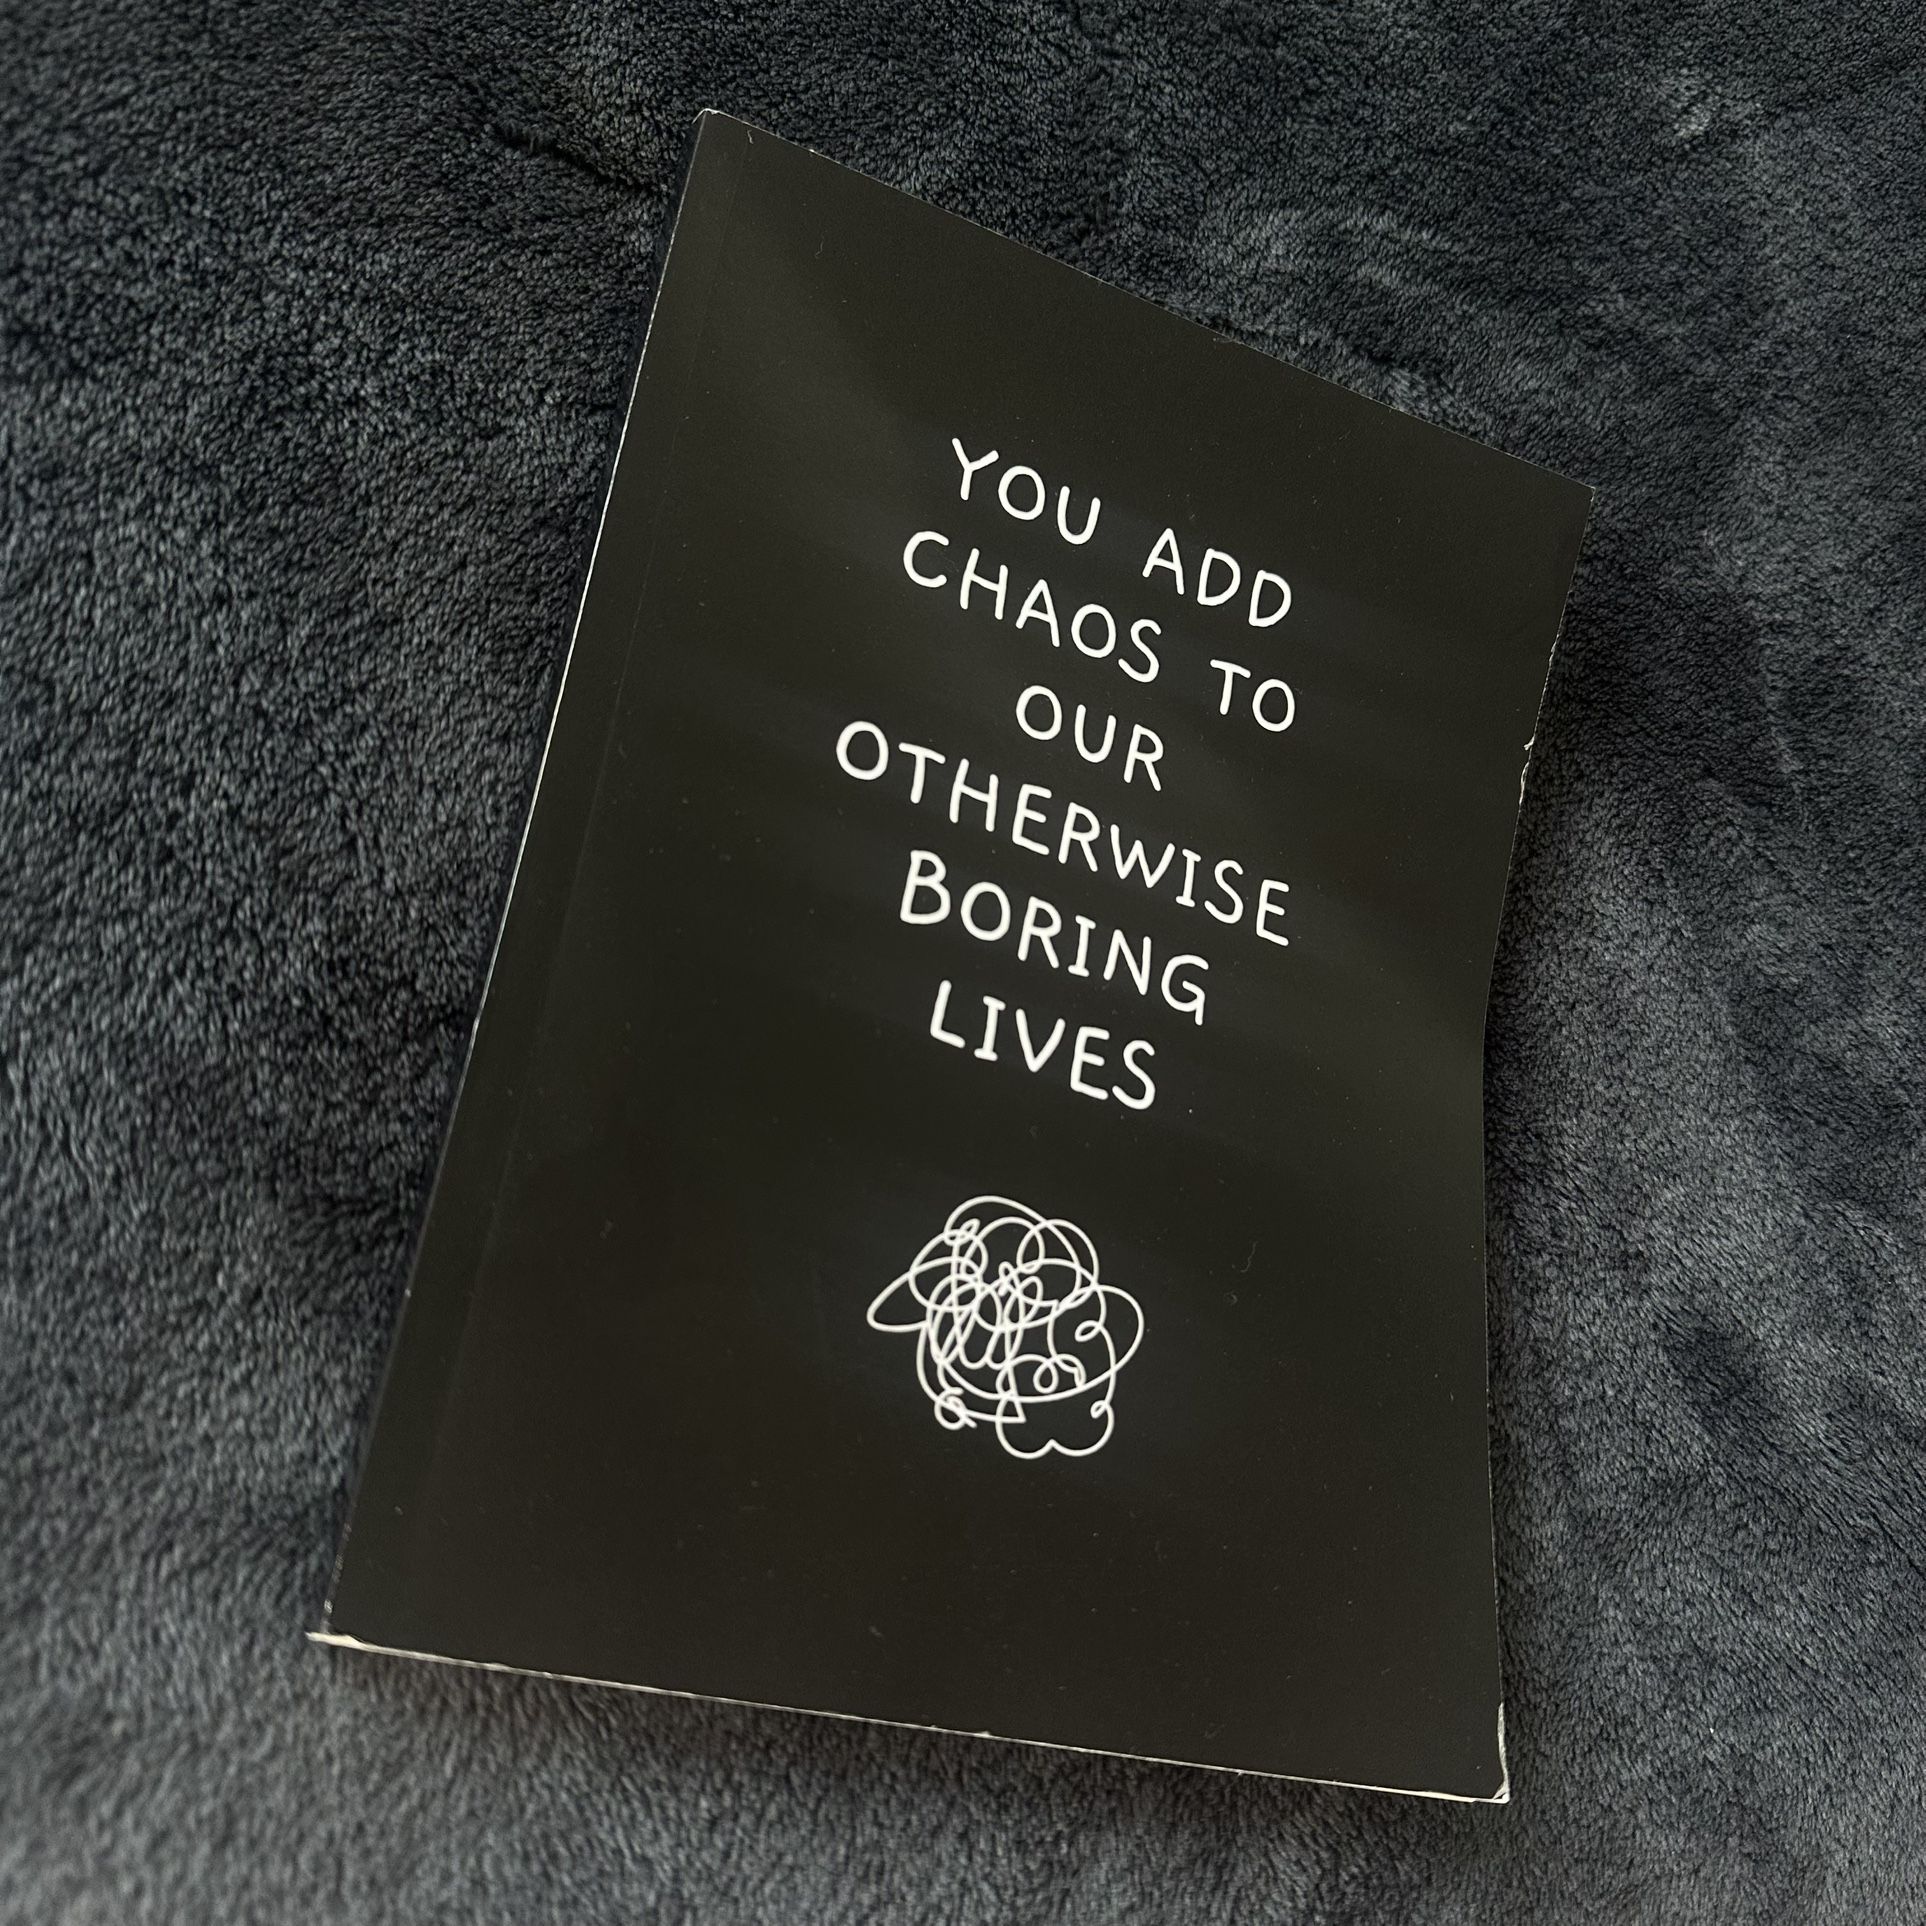 YOU ADD
CHAOS TO
OUR
OTHERWISE
BORING
LIVES